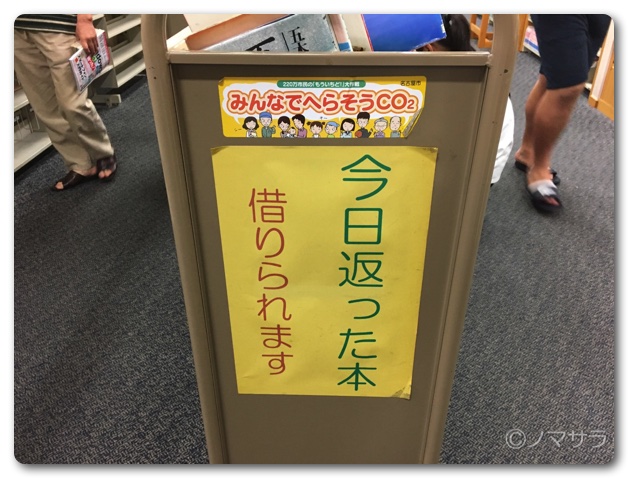 220万市民の「もういちど!」大作戦
名古屋市
みんなでへらそうCO2
今日返った本
借りられます
©ノマサラ